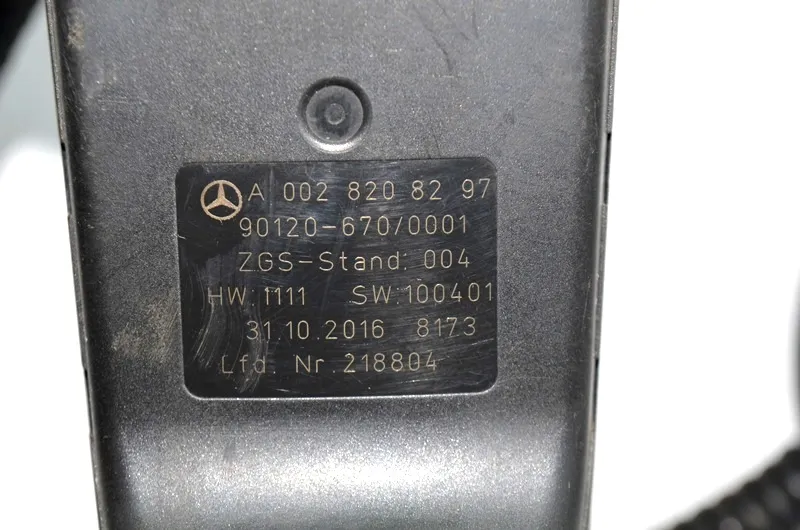 A 002 820 82 97
90120-670/0001
ZGS-Stand: 004
HW:1111 SW:100401
31.10.2016 8173
Lfd. Nr.218804